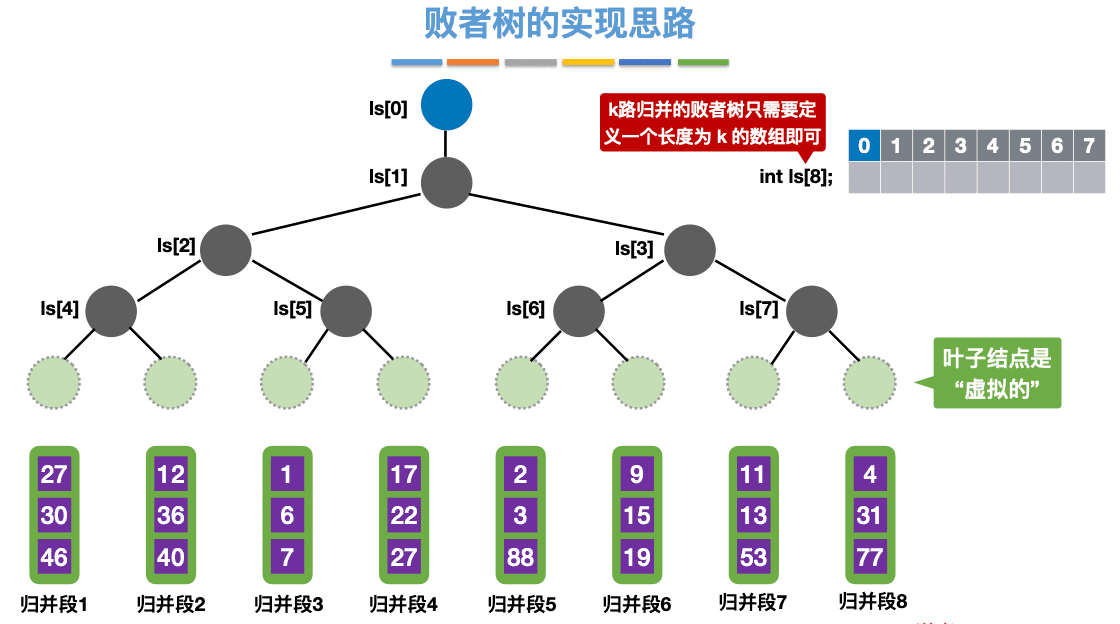 败者树的实现思路
ls[0]
k路归并的败者树只需要定
义一个长度为 k 的数组即可
0 1 2 3 4 5 6 7
ls[1]
int ls[8];
ls[2]
ls[3]
ls[4]
ls[5]
ls[6]
ls[7]
叶子结点是
“虚拟的”
27 12 1 17 2 9 11 4
30 36 6 22 3 15 13 31
46 40 7 27 88 19 53 77
归并段1 归并段2 归并段3 归并段4 归并段5 归并段6 归并段7 归并段8